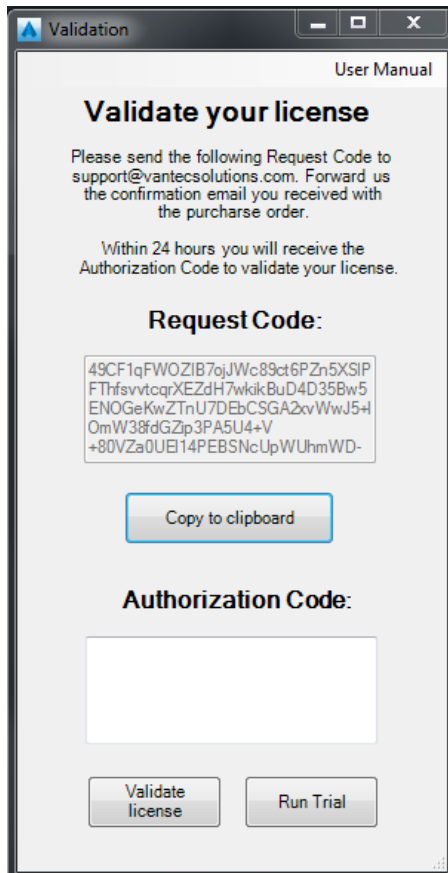 Validation
User Manual
Validate your license
Please send the following Request Code to
support@vantecsolutions.com. Forward us
the confirmation email you received with
the purcharse order.
Within 24 hours you will receive the
Authorization Code to validate your license.
Request Code:
49CF1qFWOZIB7ojJWc89ct6PZn5XSIP
FThfsvvtcqrXEZdH7wkikBuD4D35Bw5
ENOGeKwZTnU7DEbCSGA2xvWwJ5+I
OmW38fdGZip3PA5U4+V
+80VZa0UEI14PEBSNcUpWUhmWD-
Copy to clipboard
Authorization Code:
Validate
license
Run Trial